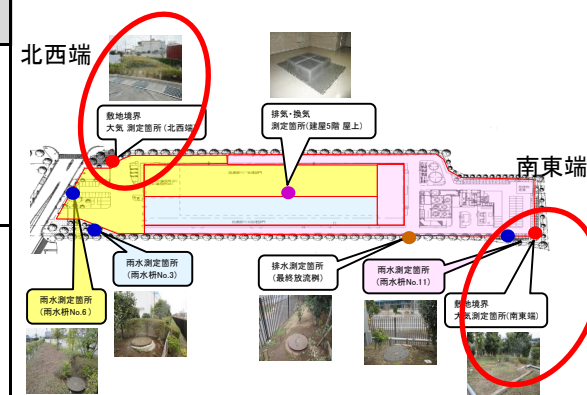 北西端
敷地境界
大気 測定箇所(北西端)
排気・換気
測定箇所(建屋5階 屋上)
南東端
雨水測定箇所
(雨水枡No.3)
排水測定箇所
(最終放流桝)
雨水測定箇所
(雨水枡No.11)
雨水測定箇所
(雨水枡No.6)
敷地境界
大気測定箇所(南東端)